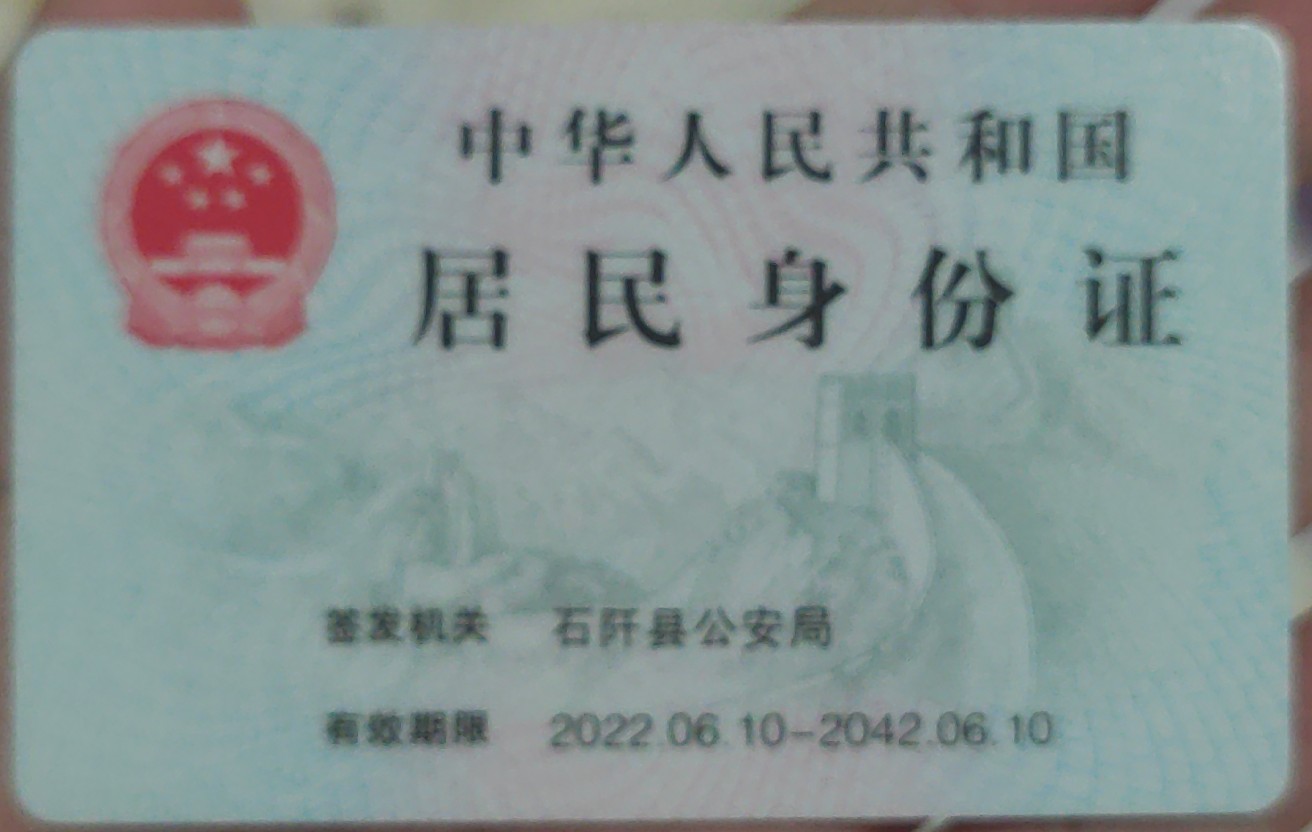 中华人民共和国
居民身份证
签发机关 石阡县公安局
有效期限 2022.06.10-2042.06.10